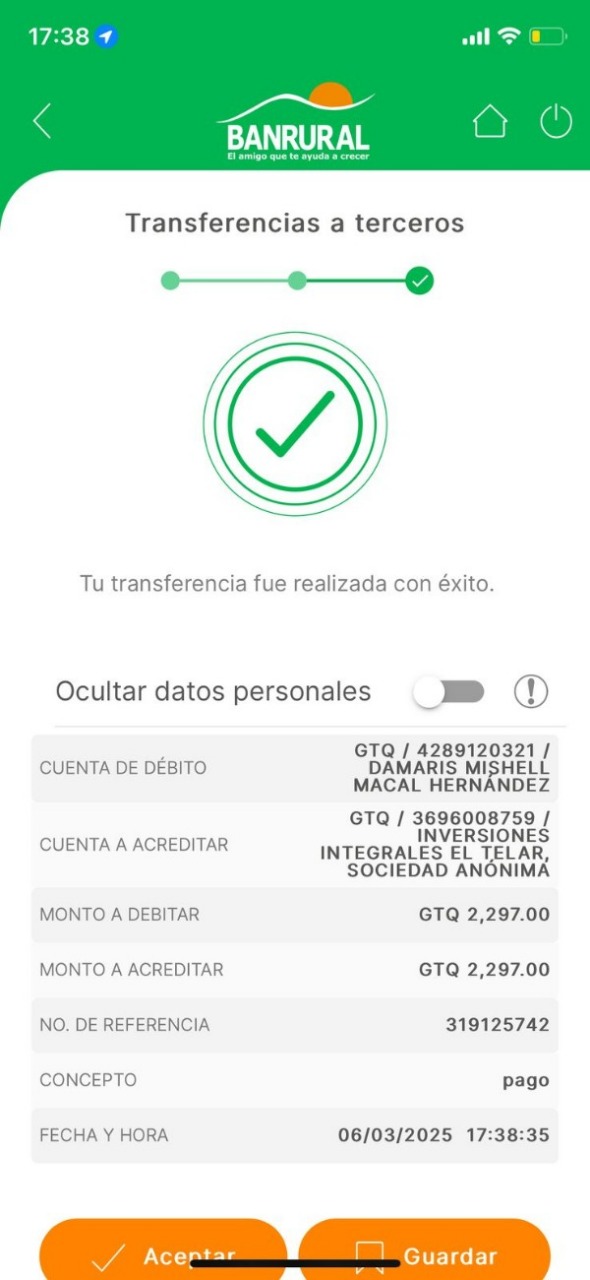 17:38
BANRURAL
El amigo que te ayuda a crecer
Transferencias a terceros
Tu transferencia fue realizada con éxito.
Ocultar datos personales
CUENTA DE DÉBITO
GTQ / 4289120321 /
DAMARIS MISHELL
MACAL HERNÁNDEZ
CUENTA A ACREDITAR
GTQ / 3696008759 /
INVERSIONES
INTEGRALES EL TELAR,
SOCIEDAD ANÓNIMA
MONTO A DEBITAR GTQ 2,297.00
MONTO A ACREDITAR GTQ 2,297.00
NO. DE REFERENCIA 319125742
CONCEPTO pago
FECHA Y HORA 06/03/2025 17:38:35
Aceptar Guardar